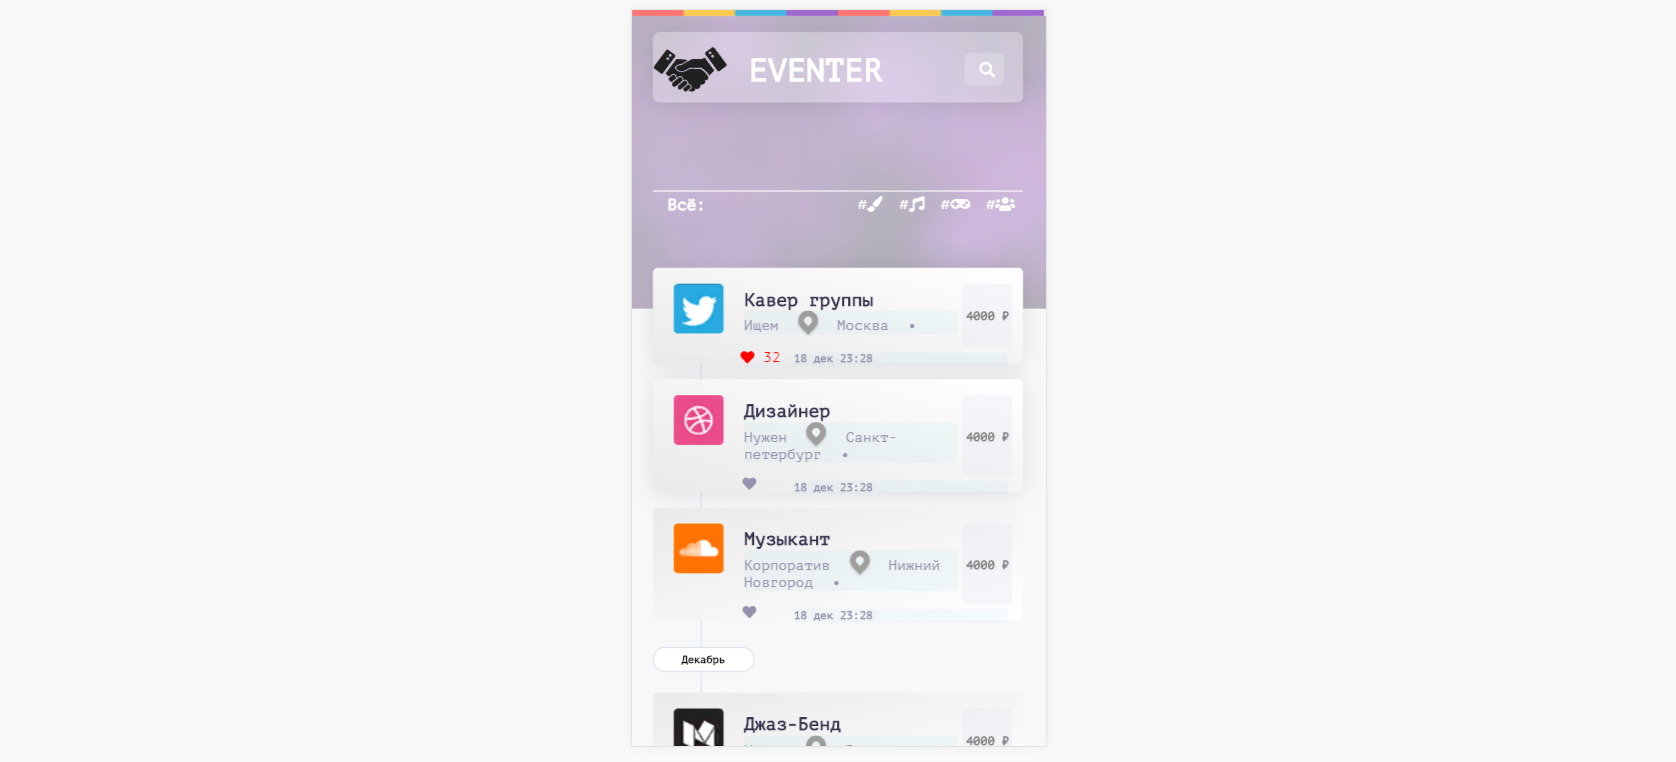 EVENTER
Всё: # # # #
Кавер группы
4000 ₽
Ищем Москва •
32 18 дек 23:28
Дизайнер
Нужен Санкт-
4000 ₽
петербург •
18 дек 23:28
Музыкант
Корпоратив Нижний
4000 ₽
Новгород •
18 дек 23:28
Декабрь
Джаз-Бенд
4000 ₽